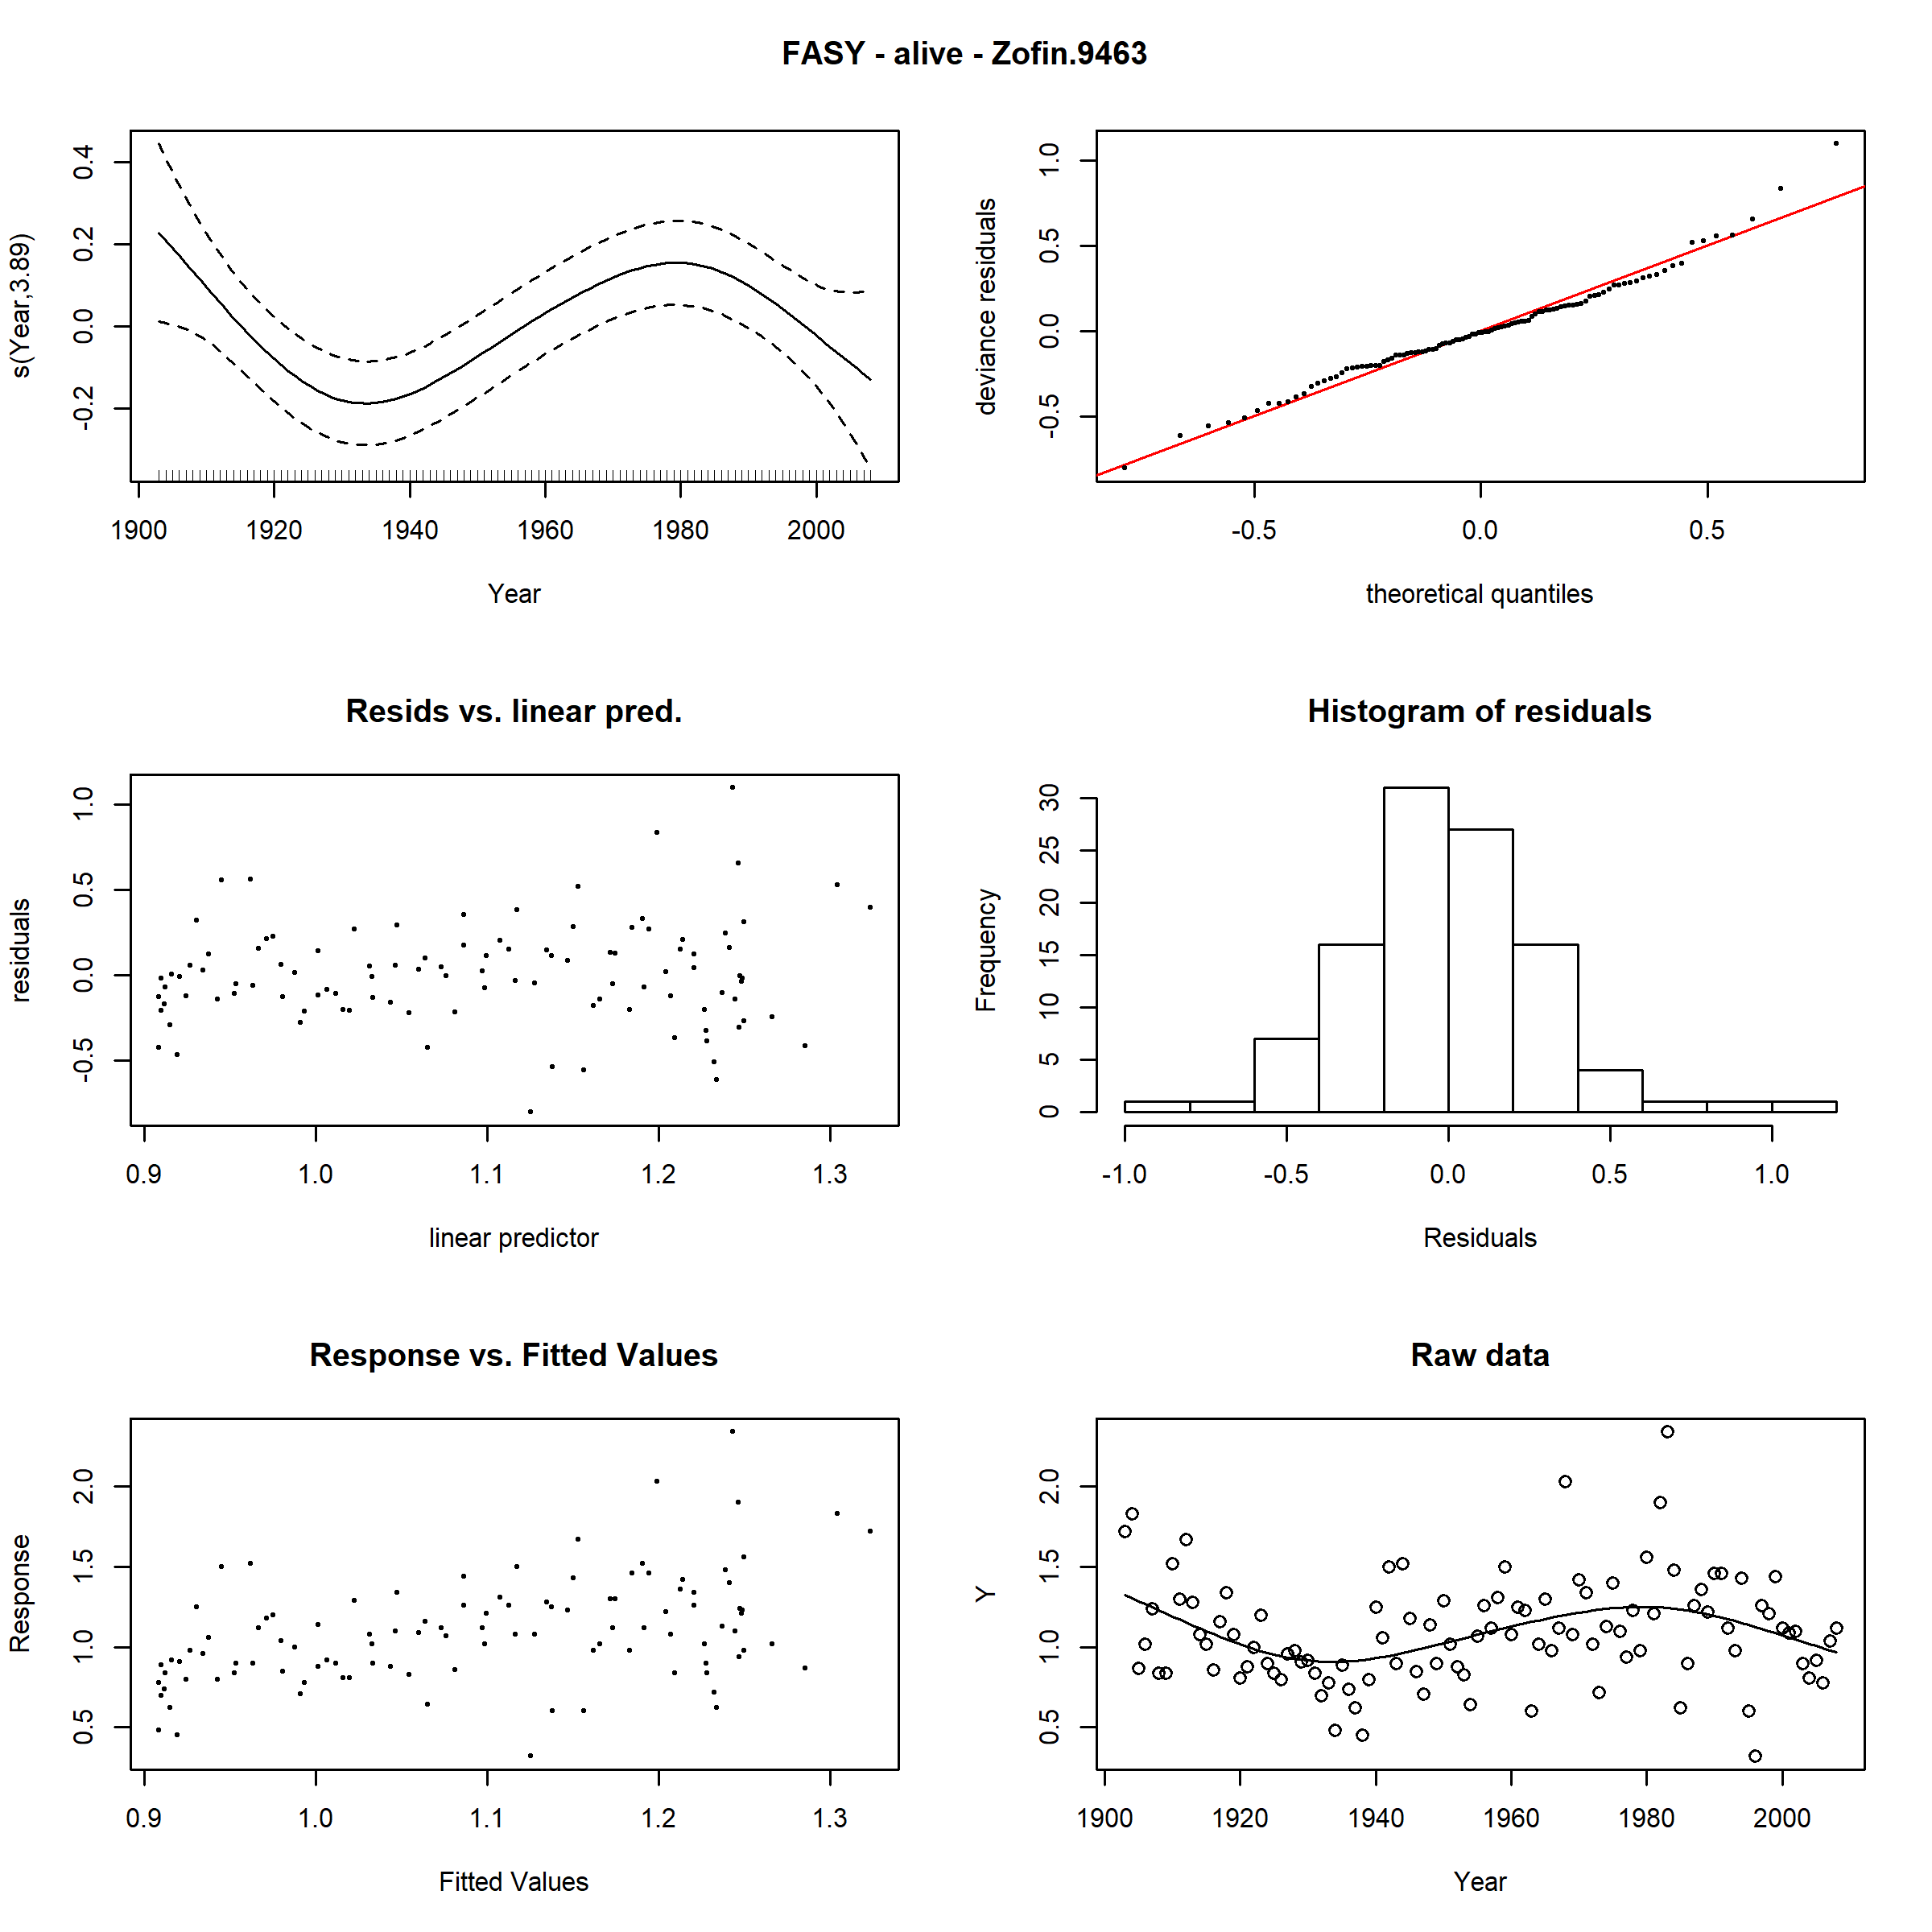 FASY - alive - Zofin.9463
s(Year,3.89)
-0.2 0.0 0.2 0.4
1900 1920 1940 1960 1980 2000
Year
deviance residuals
-0.5 0.0 0.5 1.0
-0.5 0.0 0.5
theoretical quantiles
Resids vs. linear pred.
residuals
-0.5 0.0 0.5 1.0
0.9 1.0 1.1 1.2 1.3
linear predictor
Histogram of residuals
Frequency
0 5 10 15 20 25 30
-1.0 -0.5 0.0 0.5 1.0
Residuals
Response vs. Fitted Values
Response
0.5 1.0 1.5 2.0
0.9 1.0 1.1 1.2 1.3
Fitted Values
Raw data
Y
0.5 1.0 1.5 2.0
1900 1920 1940 1960 1980 2000
Year